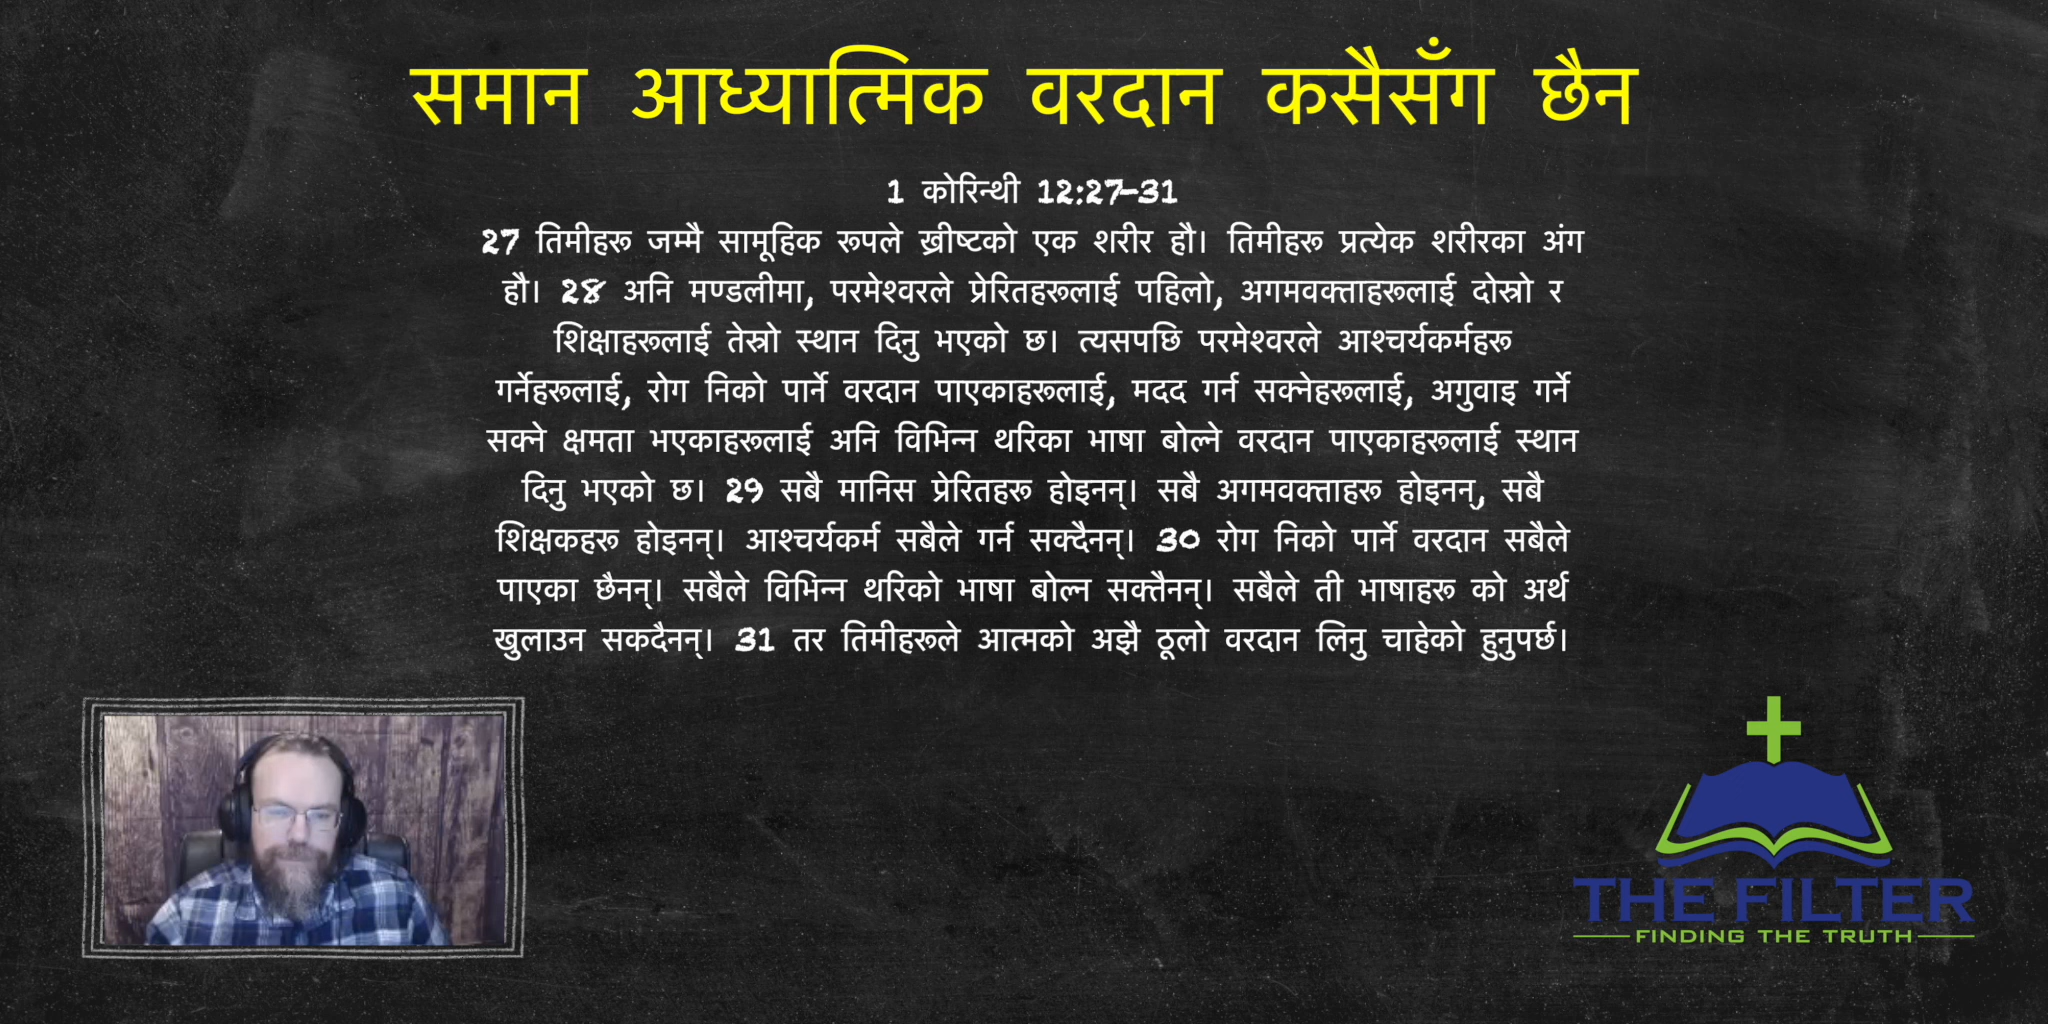 समान आध्यात्मिक वरदान कसैसँग छैन
1 कोरिन्थी 12:27-31
27 तिमीहरू जम्मै सामूहिक रूपले ख्रीष्टको एक शरीर हौ। तिमीहरू प्रत्येक शरीरका अंग
हौ। 28 अनि मण्डलीमा, परमेश्वरले प्रेरितहरूलाई पहिलो, अगमवक्ताहरूलाई दोस्रो र
शिक्षाहरूलाई तेस्रो स्थान दिनु भएको छ। त्यसपछि परमेश्वरले आश्चर्यकर्महरू
गर्नेहरूलाई, रोग निको पार्ने वरदान पाएकाहरूलाई, मदद गर्न सक्नेहरूलाई, अगुवाइ गर्ने
सक्ने क्षमता भएकाहरूलाई अनि विभिन्न थरिका भाषा बोल्ने वरदान पाएकाहरूलाई स्थान
दिनु भएको छ। 29 सबै मानिस प्रेरितहरू होइनन्। सबै अगमवक्ताहरू होइनन्, सबै
शिक्षकहरू होइनन्। आश्चर्यकर्म सबैले गर्न सक्दैनन्। 30 रोग निको पार्ने वरदान सबैले
पाएका छैनन्। सबैले विभिन्न थरिको भाषा बोल्न सक्तैनन्। सबैले ती भाषाहरू को अर्थ
खुलाउन सकदैनन्। 31 तर तिमीहरूले आत्मको अझै ठूलो वरदान लिनु चाहेको हुनुपर्छ।
THE FILTER
FINDING THE TRUTH